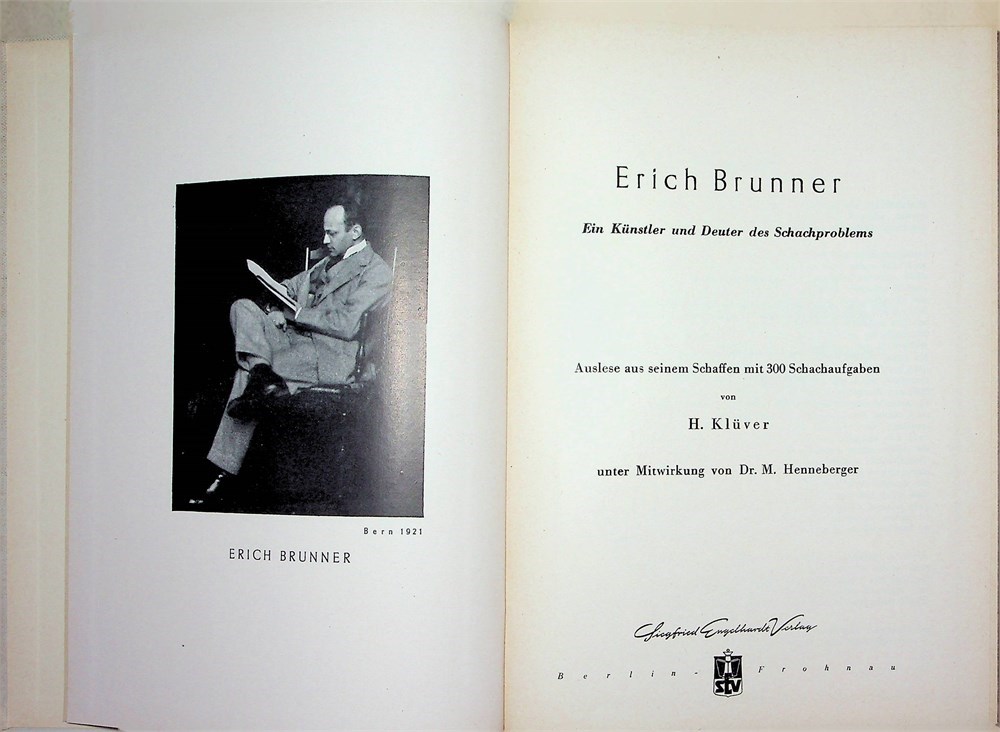 Bern 1921
ERICH BRUNNER
Erich Brunner
Ein Künstler und Deuter des Schachproblems
Auslese aus seinem Schaffen mit 300 Schachaufgaben
von
H. Klüver
unter Mitwirkung von Dr. M. Henneberger
Siegfried Engelhardt Verlag
Berlin-Frohnau
stv